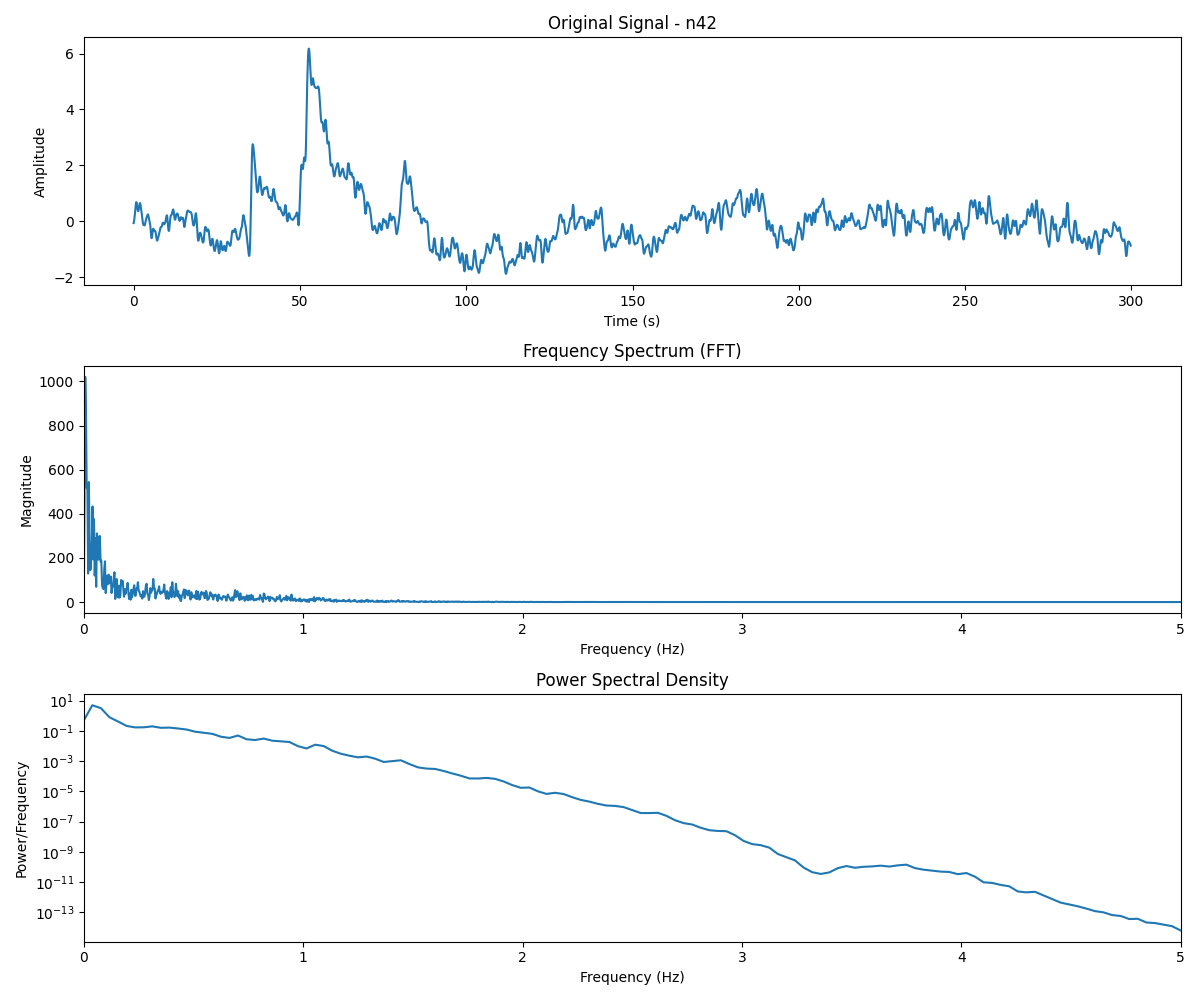 Original Signal - n42
6
4
2
0
−2
Amplitude
0 50 100 150 200 250 300
Time (s)
Frequency Spectrum (FFT)
1000
800
600
400
200
0
Magnitude
0 1 2 3 4 5
Frequency (Hz)
Power Spectral Density
10¹
10⁻¹
10⁻³
10⁻⁵
10⁻⁷
10⁻⁹
10⁻¹¹
10⁻¹³
Power/Frequency
0 1 2 3 4 5
Frequency (Hz)